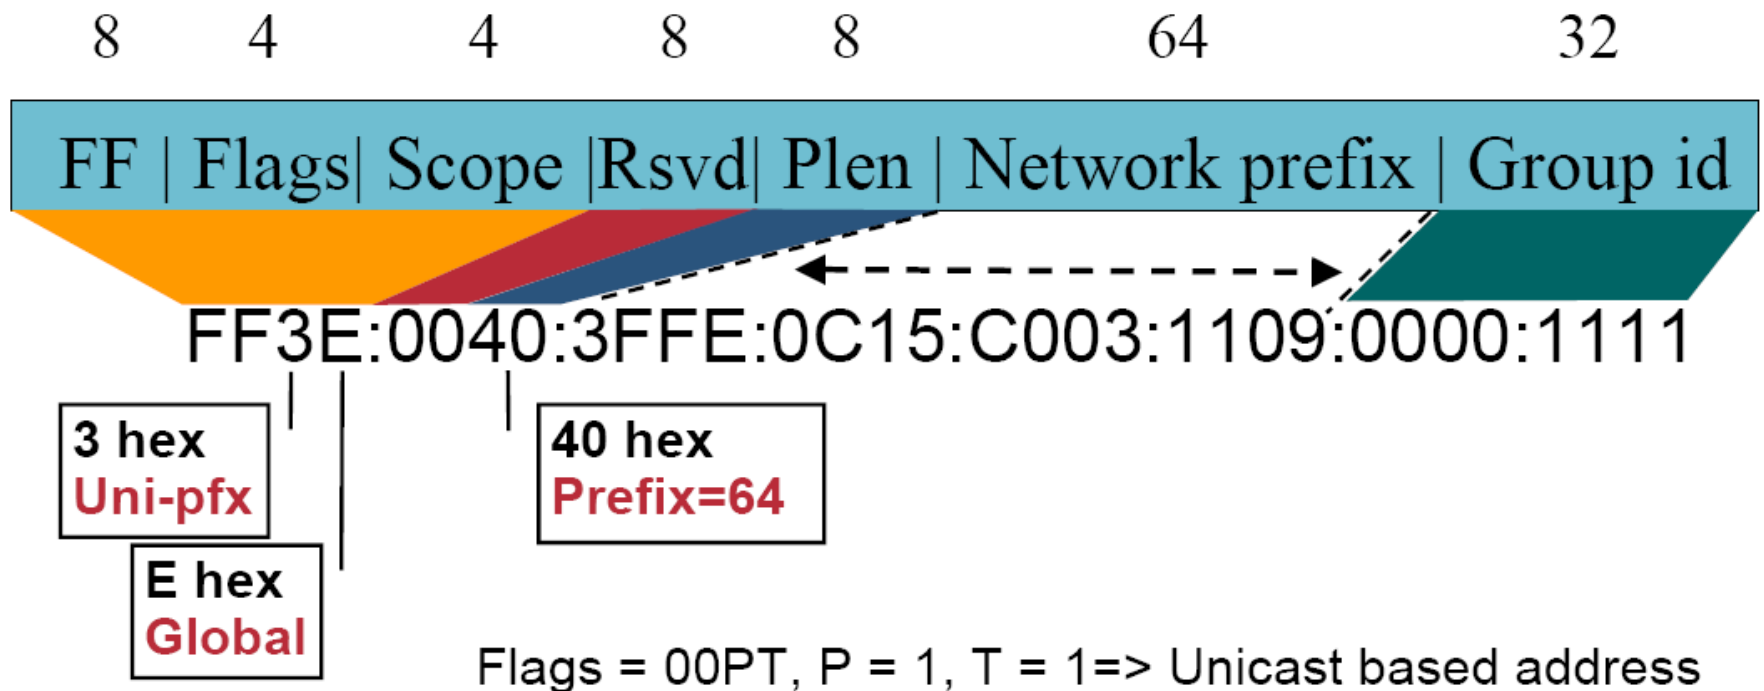 8 4 4 8 8 64 32
FF | Flags| Scope |Rsvd| Plen | Network prefix | Group id
FF3E:0040:3FFE:0C15:C003:1109:0000:1111
3 hex
Uni-pfx
40 hex
Prefix=64
E hex
Global
Flags = 00PT, P = 1, T = 1=> Unicast based address